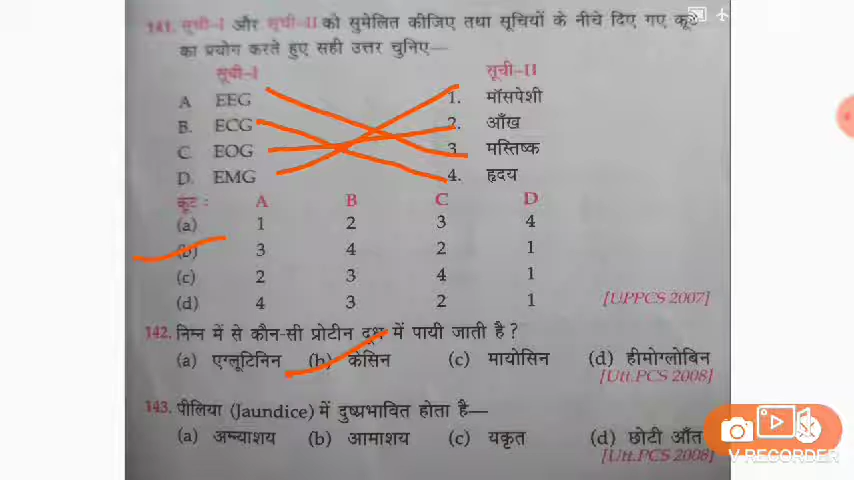 141. सूची-I और सूची-II को सुमेलित कीजिए तथा सूचियों के नीचे दिए गए कूट
का प्रयोग करते हुए सही उत्तर चुनिए—
सूची-I सूची-II
A EEG 1. माँसपेशी
B. ECG 2. आँख
C. EOG 3. मस्तिष्क
D. EMG 4. हृदय
कूट : A B C D
(a) 1 2 3 4
(b) 3 4 2 1
(c) 2 3 4 1
(d) 4 3 2 1 [UPPCS 2007]
142. निम्न में से कौन-सी प्रोटीन दूध में पायी जाती है ?
(a) एग्लूटिनिन (b) केसिन (c) मायोसिन (d) हीमोग्लोबिन
[Utt.PCS 2008]
143. पीलिया (Jaundice) में दुष्प्रभावित होता है—
(a) अग्न्याशय (b) आमाशय (c) यकृत (d) छोटी आँत
[Utt.PCS 2008]
V RECORDER